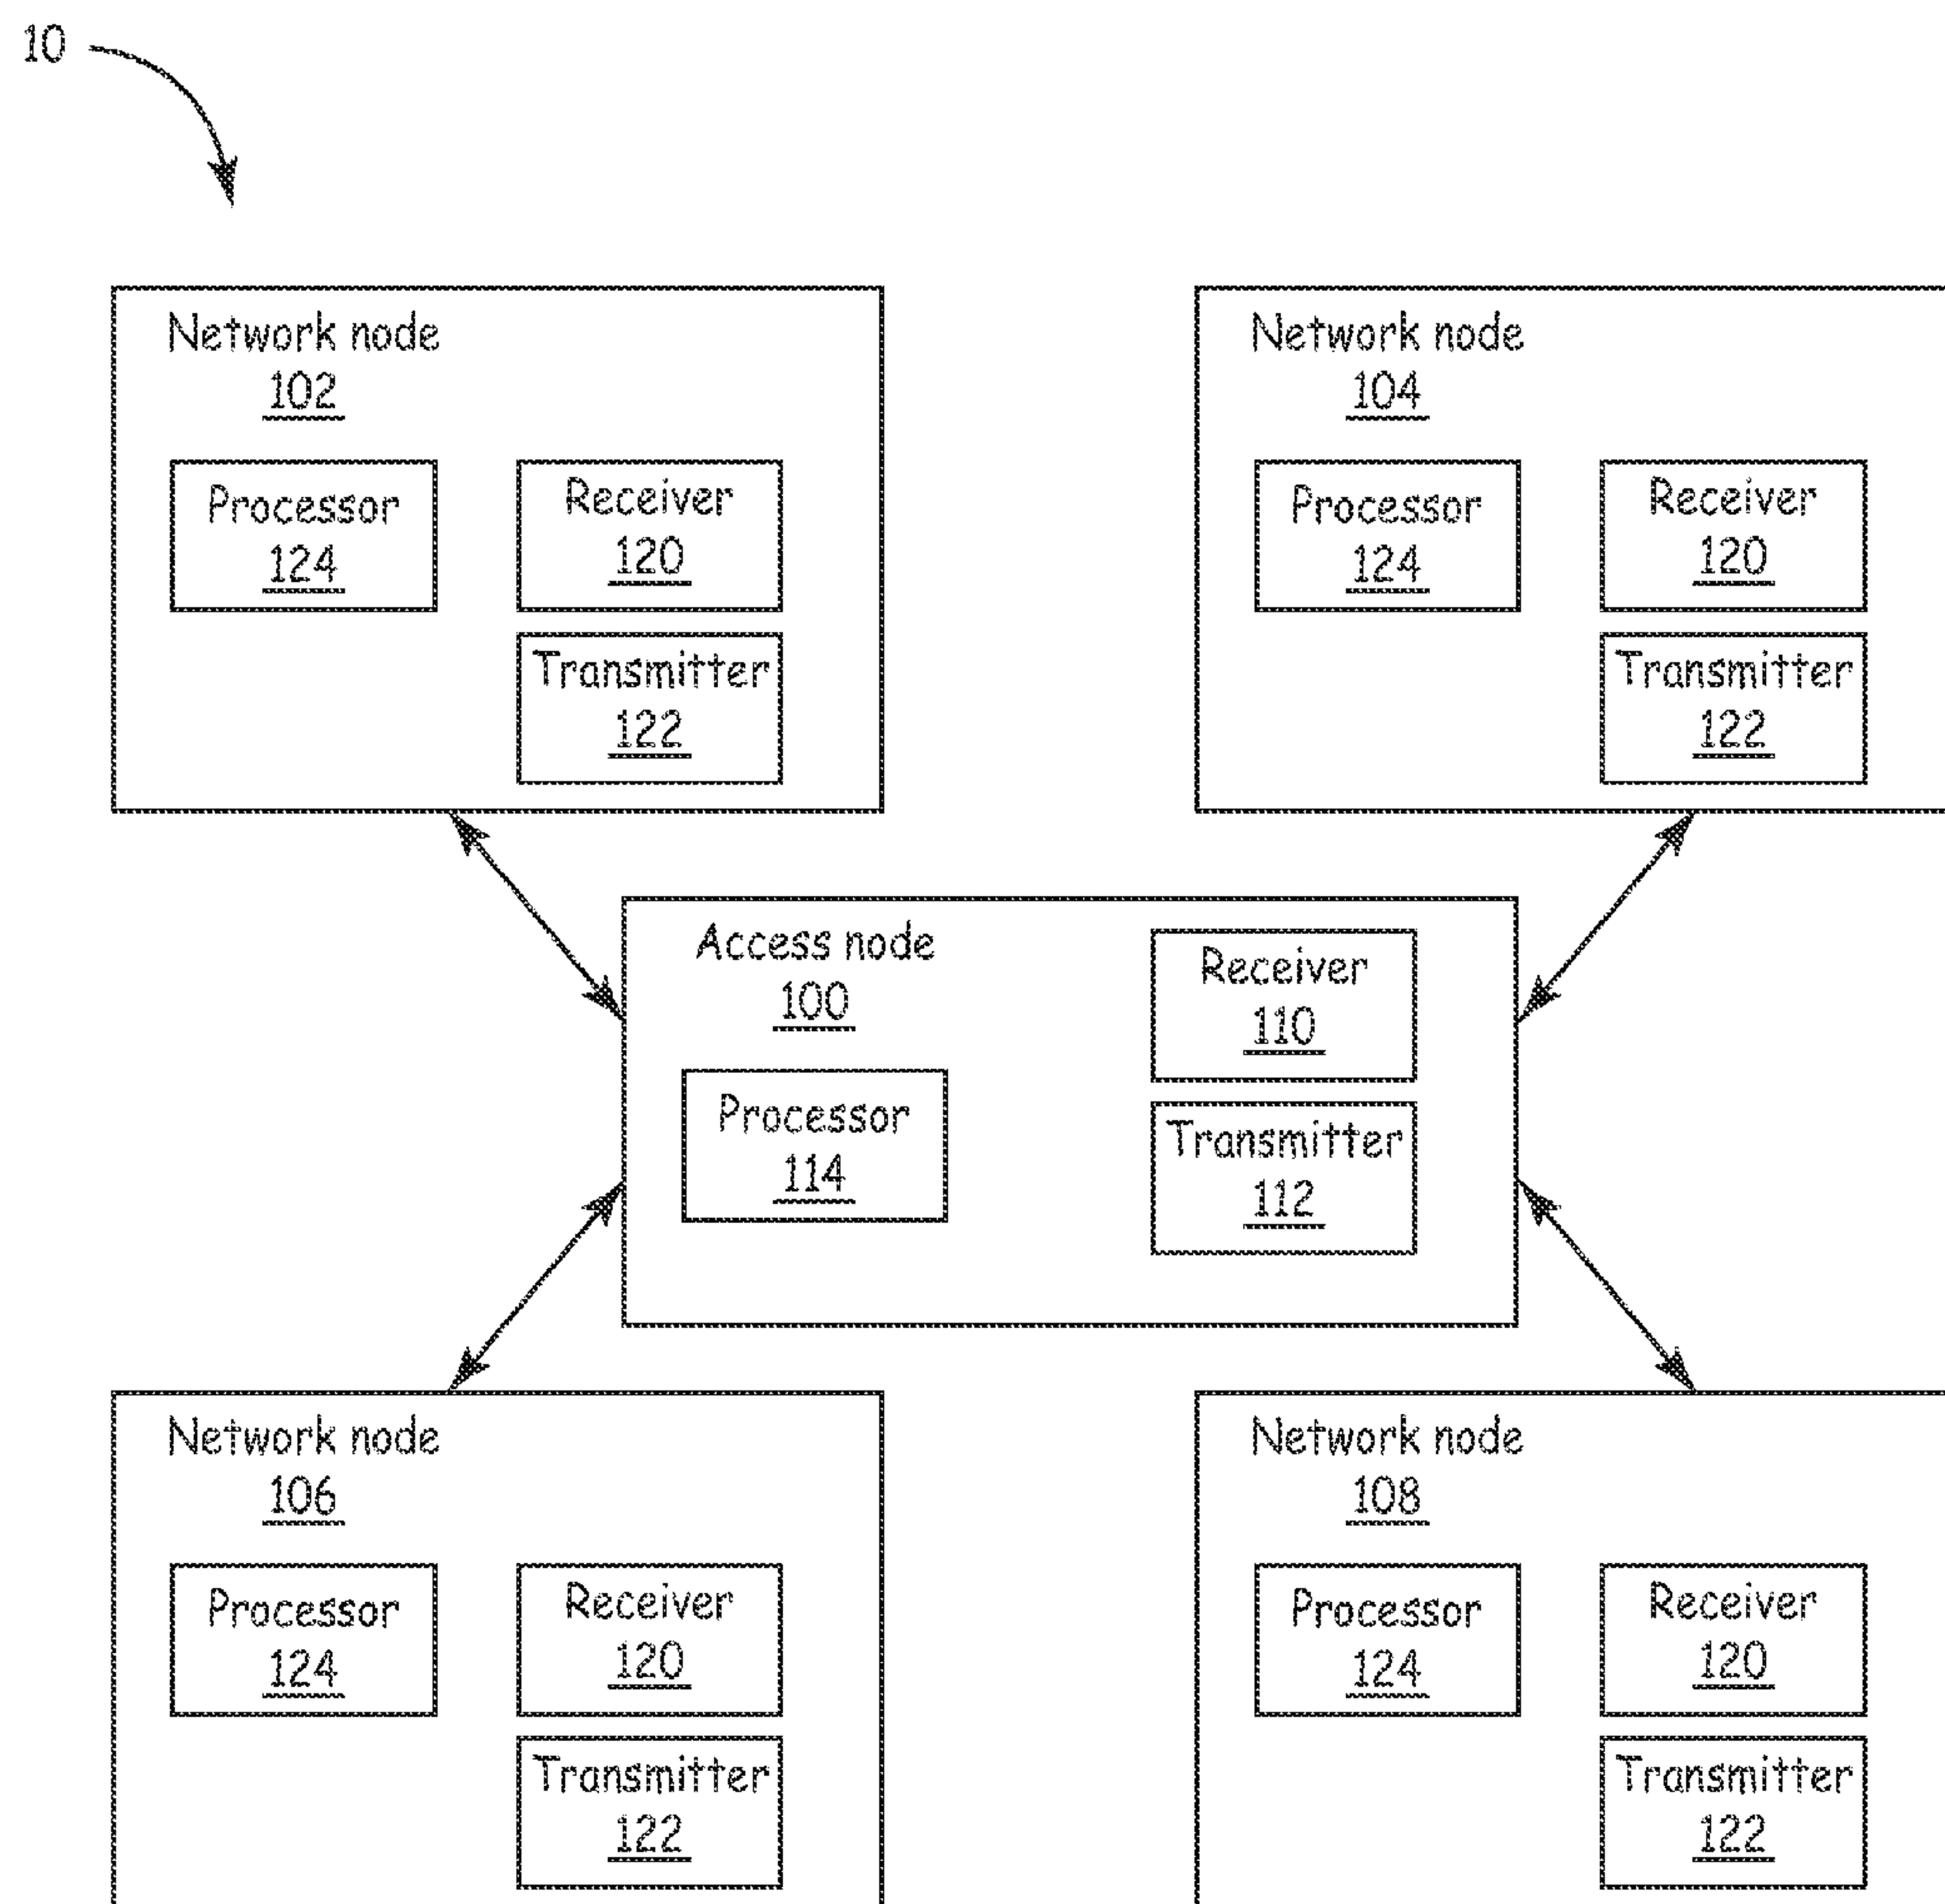 10
Network node
102
Processor
124
Receiver
120
Transmitter
122
Network node
104
Processor
124
Receiver
120
Transmitter
122
Access node
100
Processor
114
Receiver
110
Transmitter
112
Network node
106
Processor
124
Receiver
120
Transmitter
122
Network node
108
Processor
124
Receiver
120
Transmitter
122